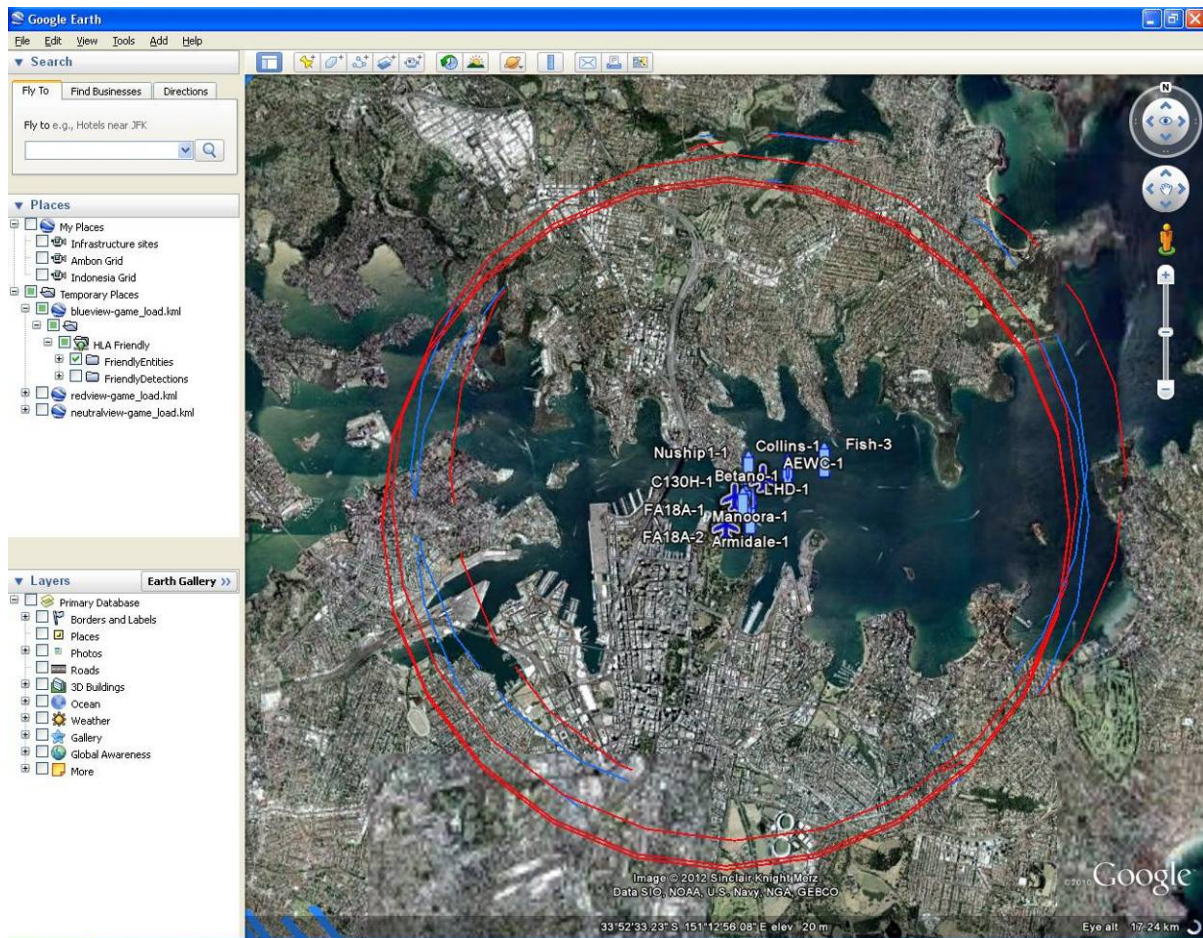 Google Earth
File Edit View Tools Add Help
Search
Fly To Find Businesses Directions
Fly to e.g., Hotels near JFK
Places
My Places
Infrastructure sites
Ambon Grid
Indonesia Grid
Temporary Places
blueview-game_load.kml
HLA Friendly
FriendlyEntities
FriendlyDetections
redview-game_load.kml
neutralview-game_load.kml
Layers Earth Gallery >>
Primary Database
Borders and Labels
Places
Photos
Roads
3D Buildings
Ocean
Weather
Gallery
Global Awareness
More
N
Collins-1 Fish-3
Nuship1-1 AEWC-1
C130H-1 Betano-1
LHD-1
FA18A-1 Manoora-1
FA18A-2 Armidale-1
Image © 2012 Sinclair Knight Merz
Data SIO, NOAA, U.S. Navy, NGA, GEBCO
©2010 Google
33°52'33.23" S 151°12'56.08" E elev 20 m Eye alt 17.24 km